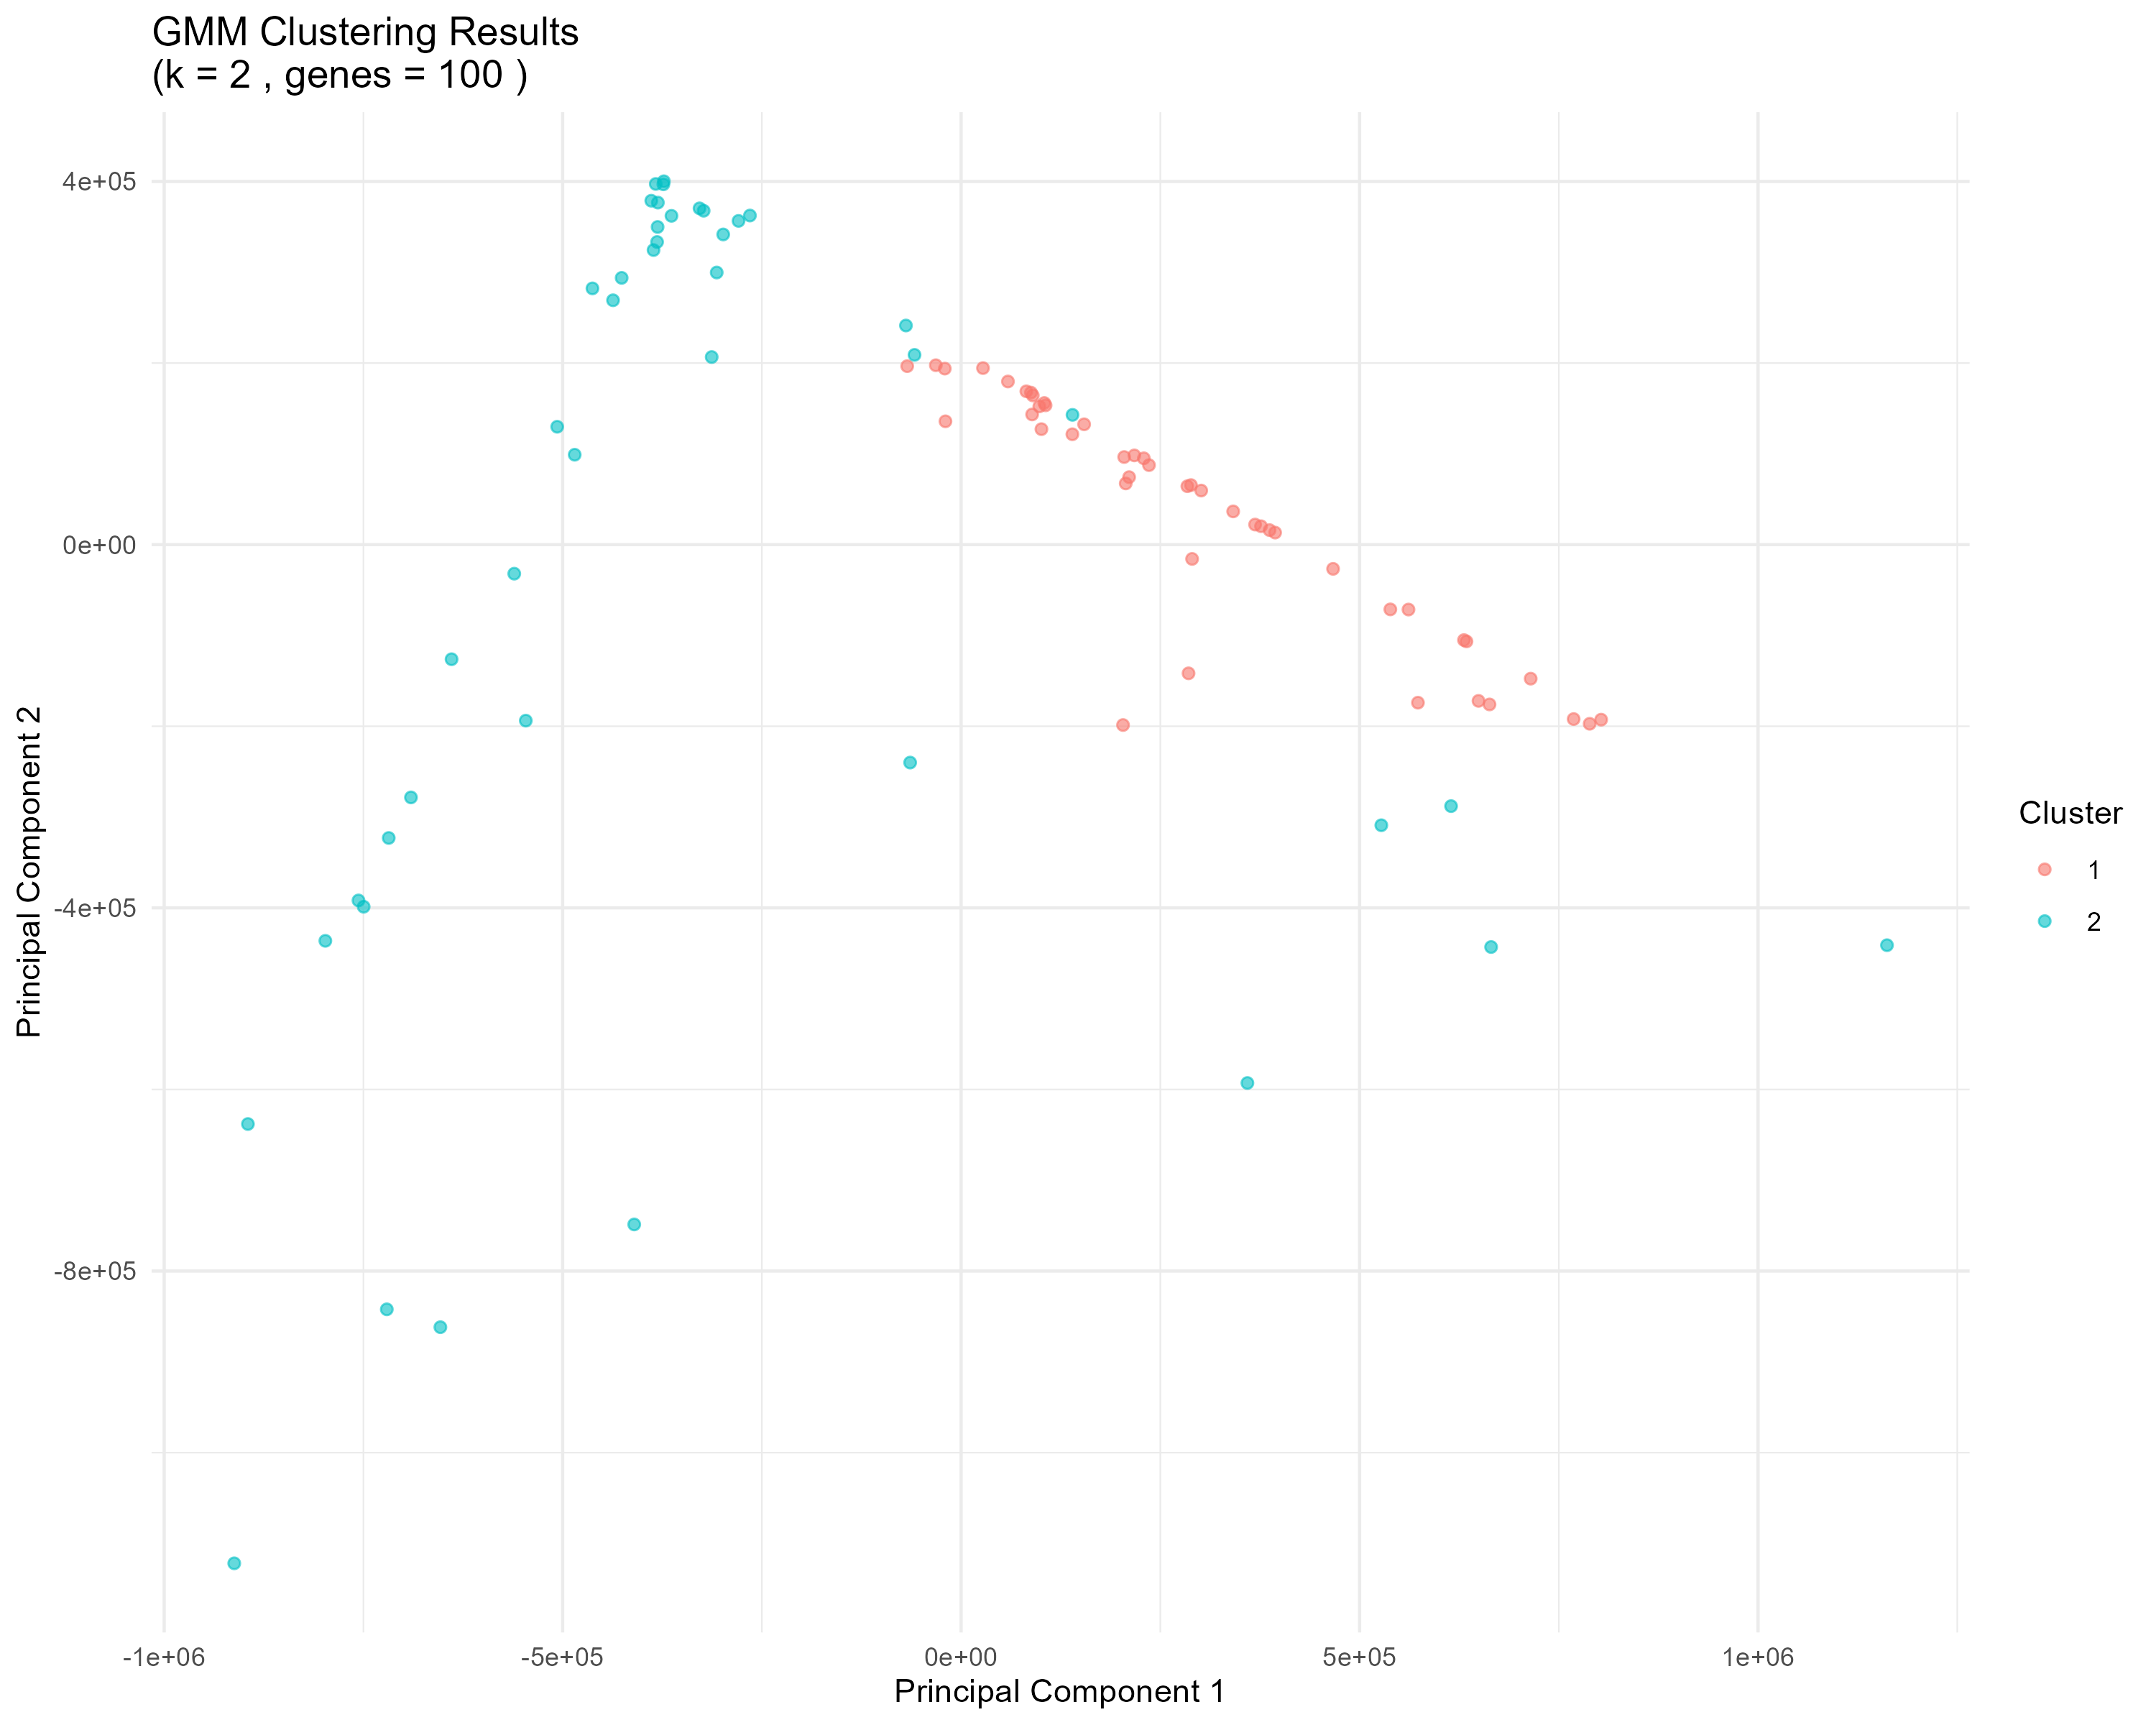 GMM Clustering Results
(k = 2 , genes = 100 )
4e+05
0e+00
-4e+05
-8e+05
Principal Component 2
-1e+06
-5e+05
0e+00
5e+05
1e+06
Principal Component 1
Cluster
1
2